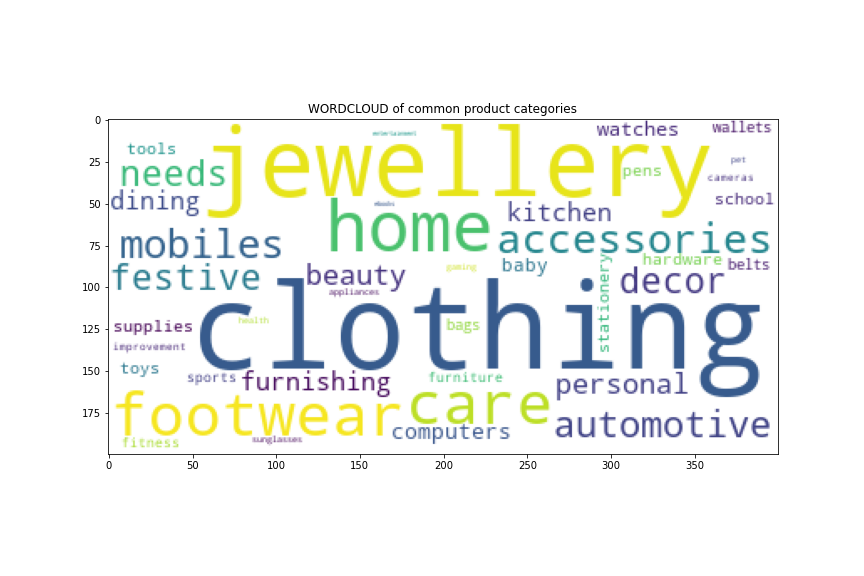 WORDCLOUD of common product categories
0
25
50
75
100
125
150
175
0 50 100 150 200 250 300 350
jewellery
entertainment
watches
wallets
tools
needs
pens
pet
cameras
dining
ebooks
home
kitchen
school
mobiles
accessories
festive
beauty
gaming
baby
stationery
hardware
belts
decor
appliances
clothing
supplies
health
bags
improvement
toys
sports
furnishing
furniture
personal
footwear
care
automotive
computers
fitness
sunglasses